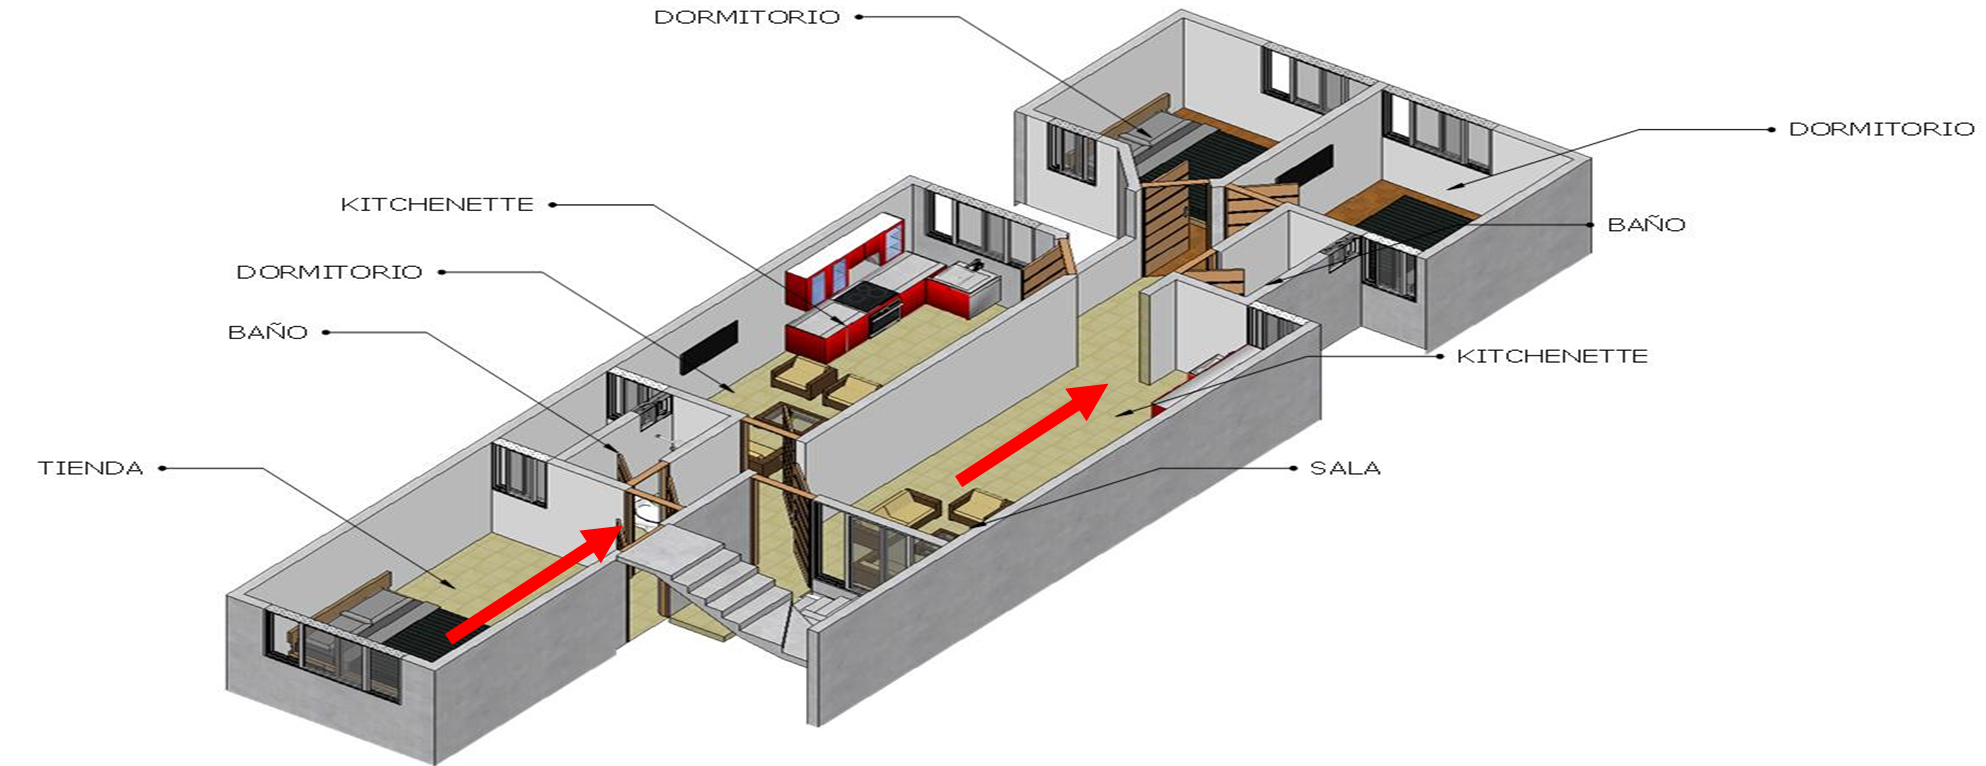 DORMITORIO
DORMITORIO
KITCHENETTE
BAÑO
DORMITORIO
BAÑO
KITCHENETTE
TIENDA
SALA